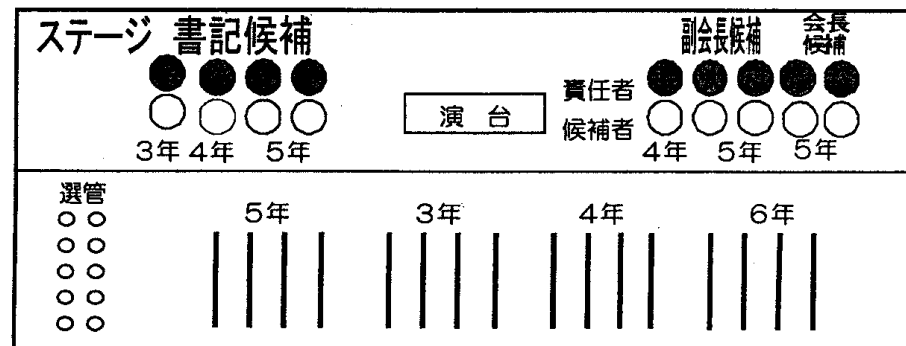 ステージ 書記候補 副会長候補 会長
候補
責任者
演台 候補者
3年 4年 5年 4年 5年 5年
選管
5年 3年 4年 6年